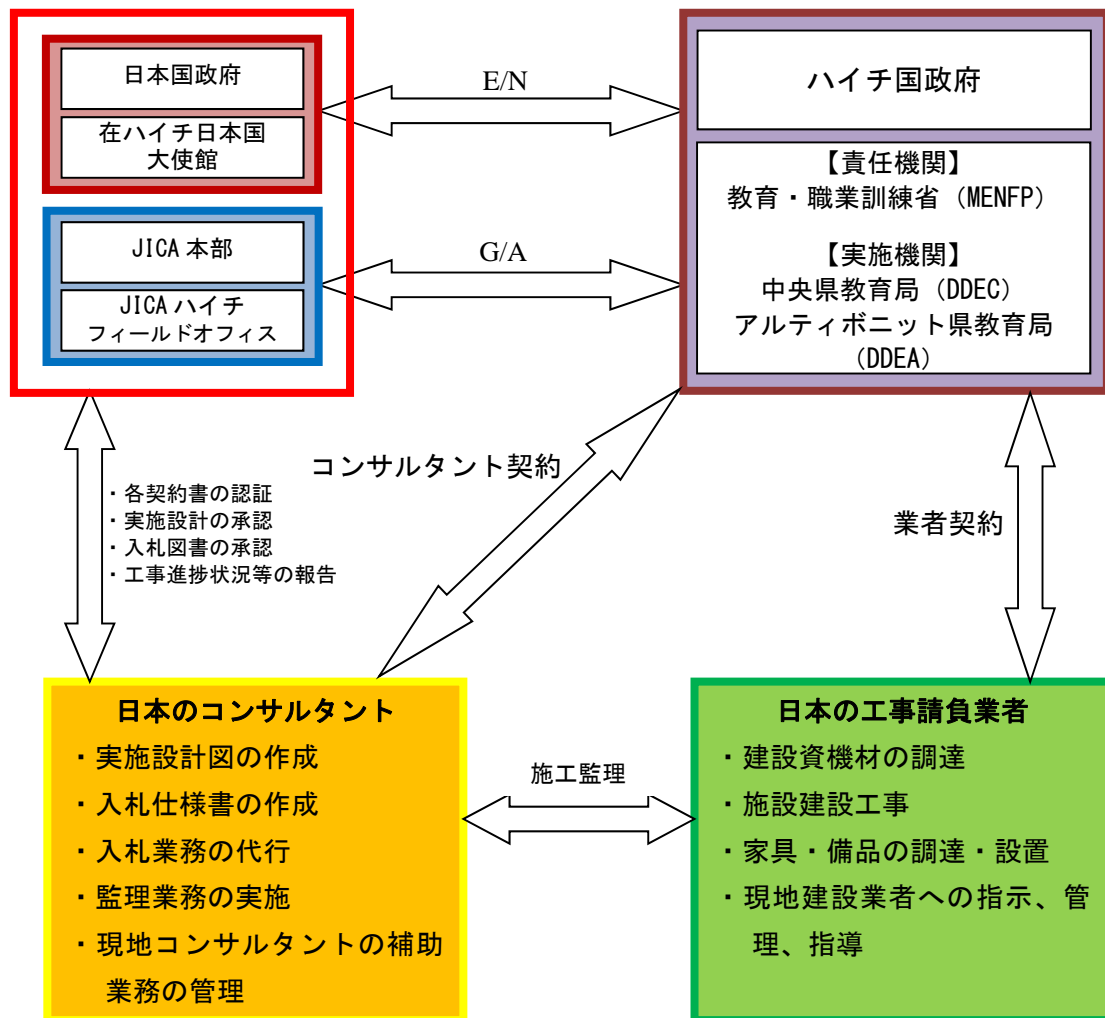 日本国政府
在ハイチ日本国
大使館
JICA 本部
JICA ハイチ
フィールドオフィス
E/N
G/A
ハイチ国政府
【責任機関】
教育・職業訓練省（MENFP）
【実施機関】
中央県教育局（DDEC）
アルティボニット県教育局
（DDEA）
・各契約書の認証
・実施設計の承認
・入札図書の承認
・工事進捗状況等の報告
コンサルタント契約
業者契約
日本のコンサルタント
・実施設計図の作成
・入札仕様書の作成
・入札業務の代行
・監理業務の実施
・現地コンサルタントの補助
業務の管理
施工監理
日本の工事請負業者
・建設資機材の調達
・施設建設工事
・家具・備品の調達・設置
・現地建設業者への指示、管
理、指導